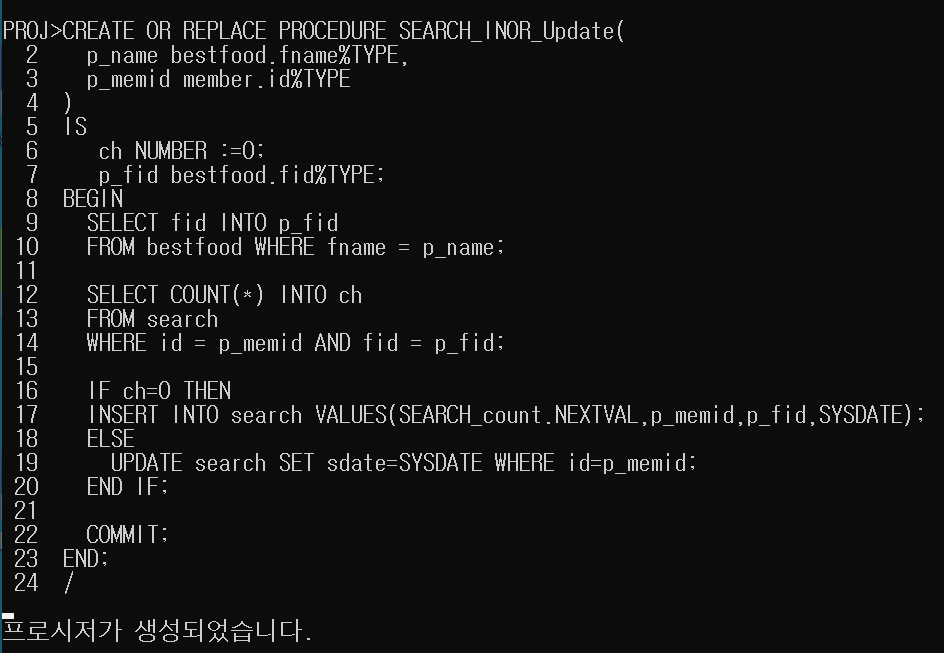 PROJ>CREATE OR REPLACE PROCEDURE SEARCH_INOR_Update(
  2    p_name bestfood.fname%TYPE,
  3    p_memid member.id%TYPE
  4  )
  5  IS
  6     ch NUMBER :=0;
  7     p_fid bestfood.fid%TYPE;
  8  BEGIN
  9    SELECT fid INTO p_fid
 10    FROM bestfood WHERE fname = p_name;
 11
 12    SELECT COUNT(*) INTO ch
 13    FROM search
 14    WHERE id = p_memid AND fid = p_fid;
 15
 16    IF ch=0 THEN
 17    INSERT INTO search VALUES(SEARCH_count.NEXTVAL,p_memid,p_fid,SYSDATE);
 18    ELSE
 19      UPDATE search SET sdate=SYSDATE WHERE id=p_memid;
 20    END IF;
 21
 22    COMMIT;
 23  END;
 24  /
프로시저가 생성되었습니다.